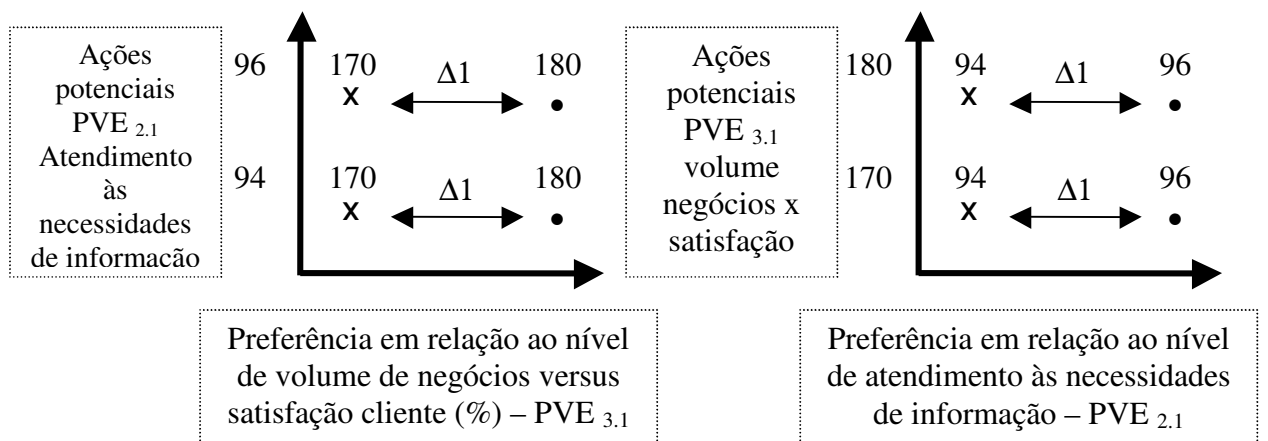 Ações
potenciais
PVE 2.1
Atendimento
às
necessidades
de informacão
96
170
Δ1
180
x
94
170
Δ1
180
x
Preferência em relação ao nível
de volume de negócios versus
satisfação cliente (%) – PVE 3.1
Ações
potenciais
PVE 3.1
volume
negócios x
satisfação
180
94
Δ1
96
x
170
94
Δ1
96
x
Preferência em relação ao nível
de atendimento às necessidades
de informação – PVE 2.1